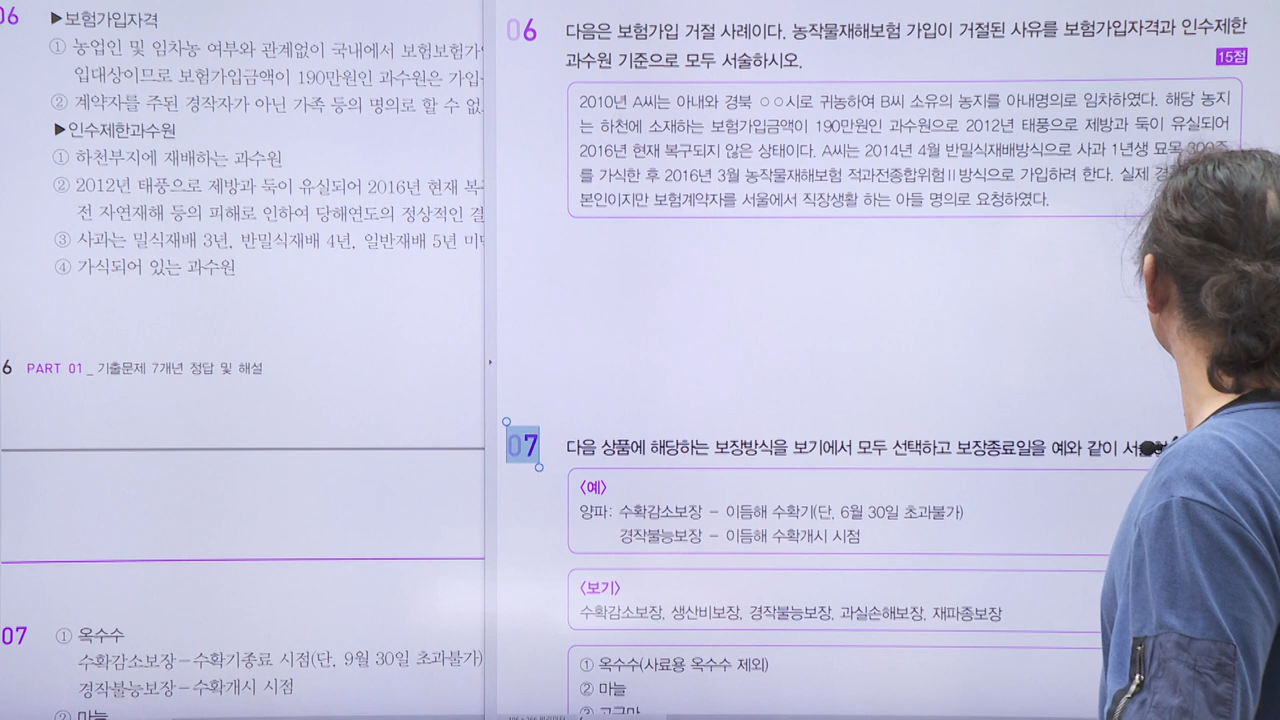 06 ▶보험가입자격
① 농업인 및 임차농 여부와 관계없이 국내에서 보험보험가
입대상이므로 보험가입금액이 190만원인 과수원은 가입
② 계약자를 주된 경작자가 아닌 가족 등의 명의로 할 수 없
▶인수제한과수원
① 하천부지에 재배하는 과수원
② 2012년 태풍으로 제방과 둑이 유실되어 2016년 현재 복
전 자연재해 등의 피해로 인하여 당해연도의 정상적인 결
③ 사과는 밀식재배 3년, 반밀식재배 4년, 일반재배 5년 미
④ 가식되어 있는 과수원
6 PART 01 _ 기출문제 7개년 정답 및 해설
07 ① 옥수수
수확감소보장-수확기종료 시점(단, 9월 30일 초과불가)
경작불능보장-수확개시 시점
② 마늘
06 다음은 보험가입 거절 사례이다. 농작물재해보험 가입이 거절된 사유를 보험가입자격과 인수제한
과수원 기준으로 모두 서술하시오. 15점
2010년 A씨는 아내와 경북 ○○시로 귀농하여 B씨 소유의 농지를 아내명의로 임차하였다. 해당 농지
는 하천에 소재하는 보험가입금액이 190만원인 과수원으로 2012년 태풍으로 제방과 둑이 유실되어
2016년 현재 복구되지 않은 상태이다. A씨는 2014년 4월 반밀식재배방식으로 사과 1년생 묘목 300주
를 가식한 후 2016년 3월 농작물재해보험 적과전종합위험Ⅱ방식으로 가입하려 한다. 실제
본인이지만 보험계약자를 서울에서 직장생활 하는 아들 명의로 요청하였다.
07 다음 상품에 해당하는 보장방식을 보기에서 모두 선택하고 보장종료일을 예와 같이
〈예〉
양파: 수확감소보장 - 이듬해 수확기(단, 6월 30일 초과불가)
경작불능보장 - 이듬해 수확개시 시점
〈보기〉
수확감소보장, 생산비보장, 경작불능보장, 과실손해보장, 재파종보장
① 옥수수(사료용 옥수수 제외)
② 마늘
③ 고구마